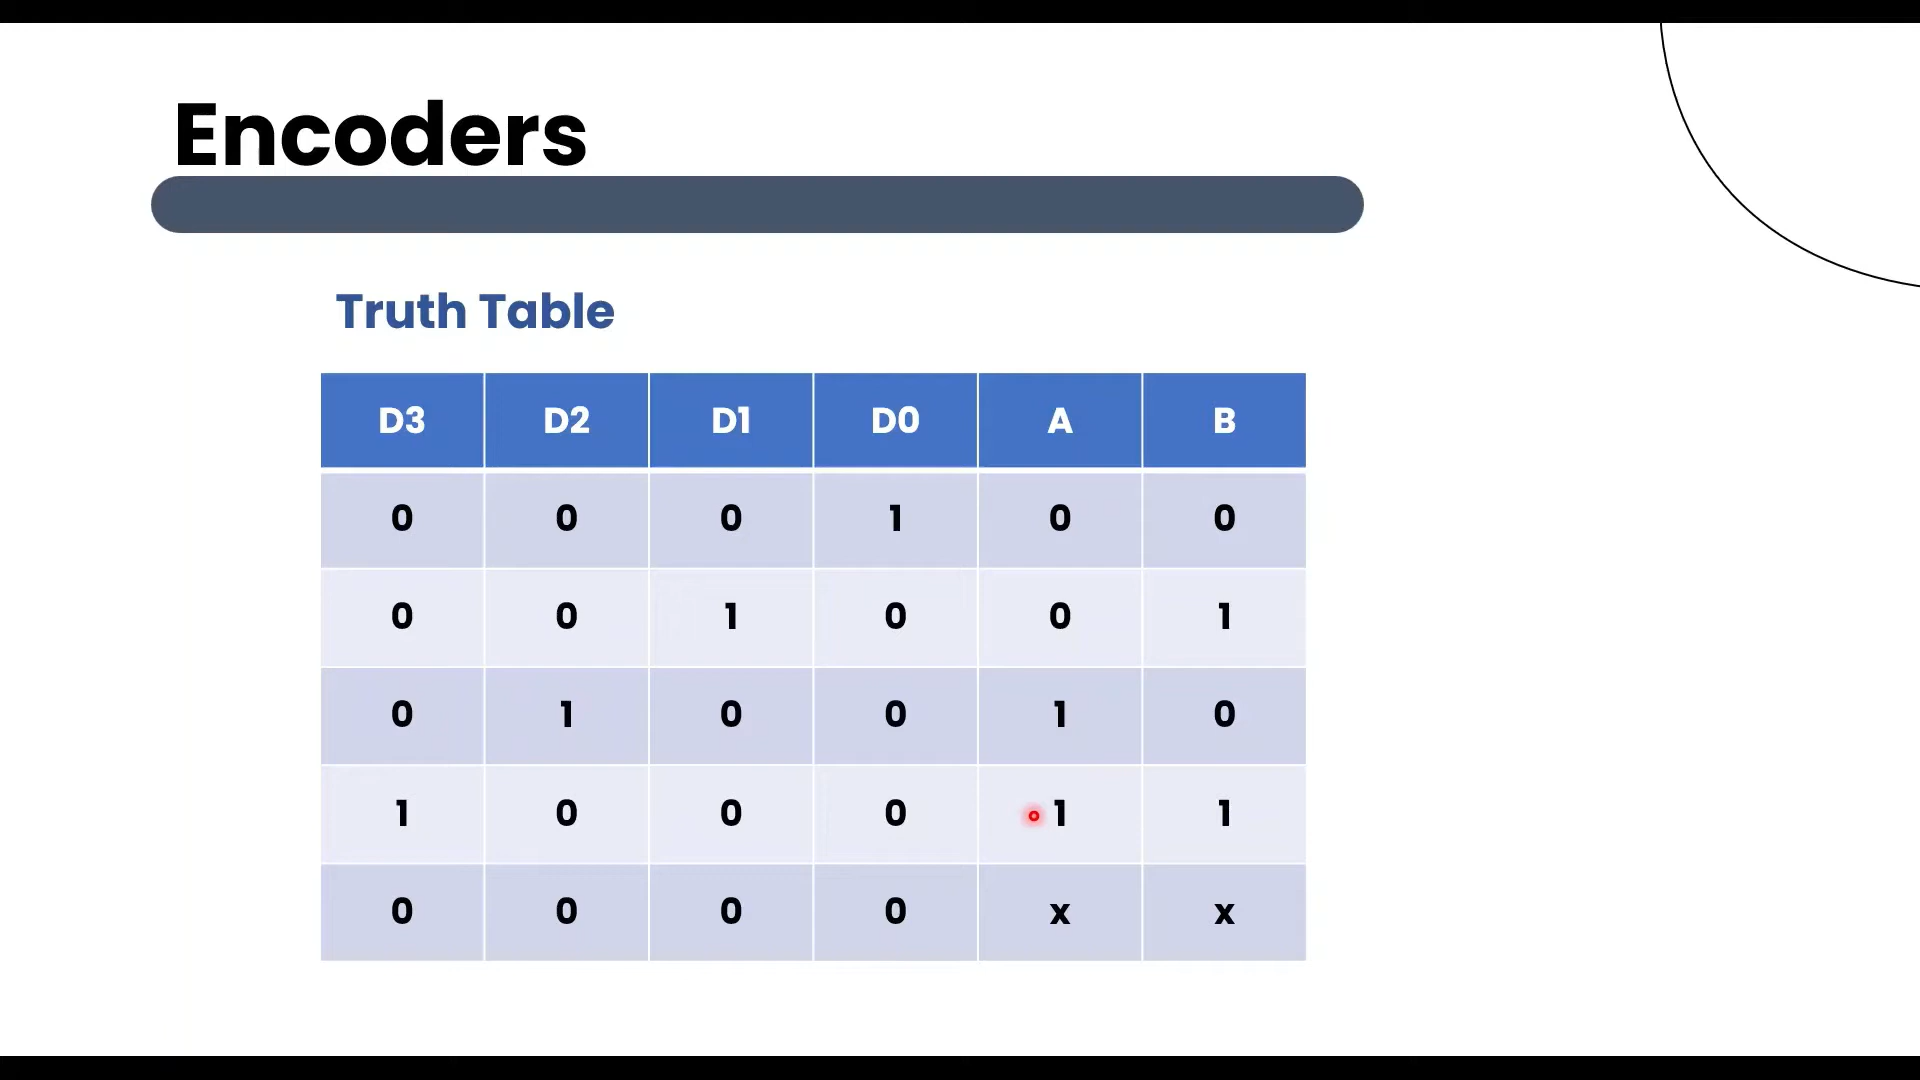 Encoders
Truth Table
D3 D2 D1 D0 A B
0 0 0 1 0 0
0 0 1 0 0 1
0 1 0 0 1 0
1 0 0 0 1 1
0 0 0 0 x x